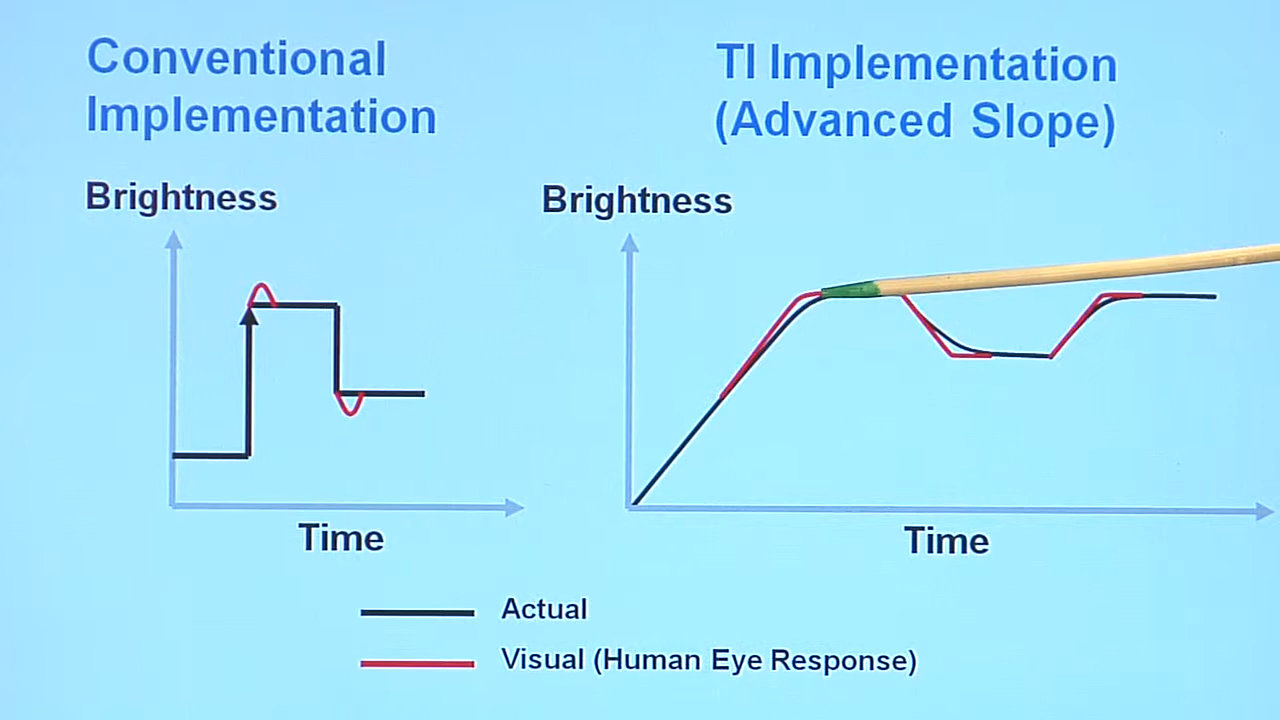 Conventional
Implementation
TI Implementation
(Advanced Slope)
Brightness
Brightness
Time
Time
Actual
Visual (Human Eye Response)